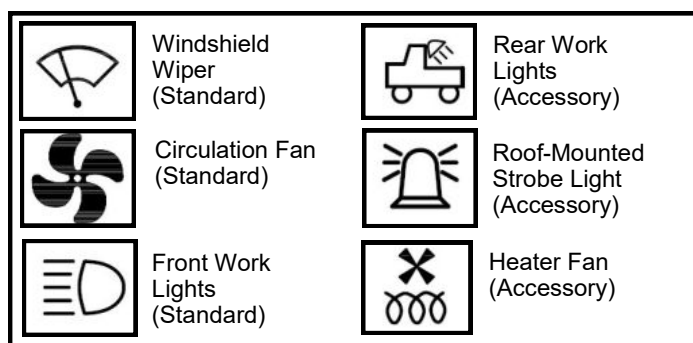 Windshield
Wiper
(Standard)
Rear Work
Lights
(Accessory)
Circulation Fan
(Standard)
Roof-Mounted
Strobe Light
(Accessory)
Front Work
Lights
(Standard)
Heater Fan
(Accessory)